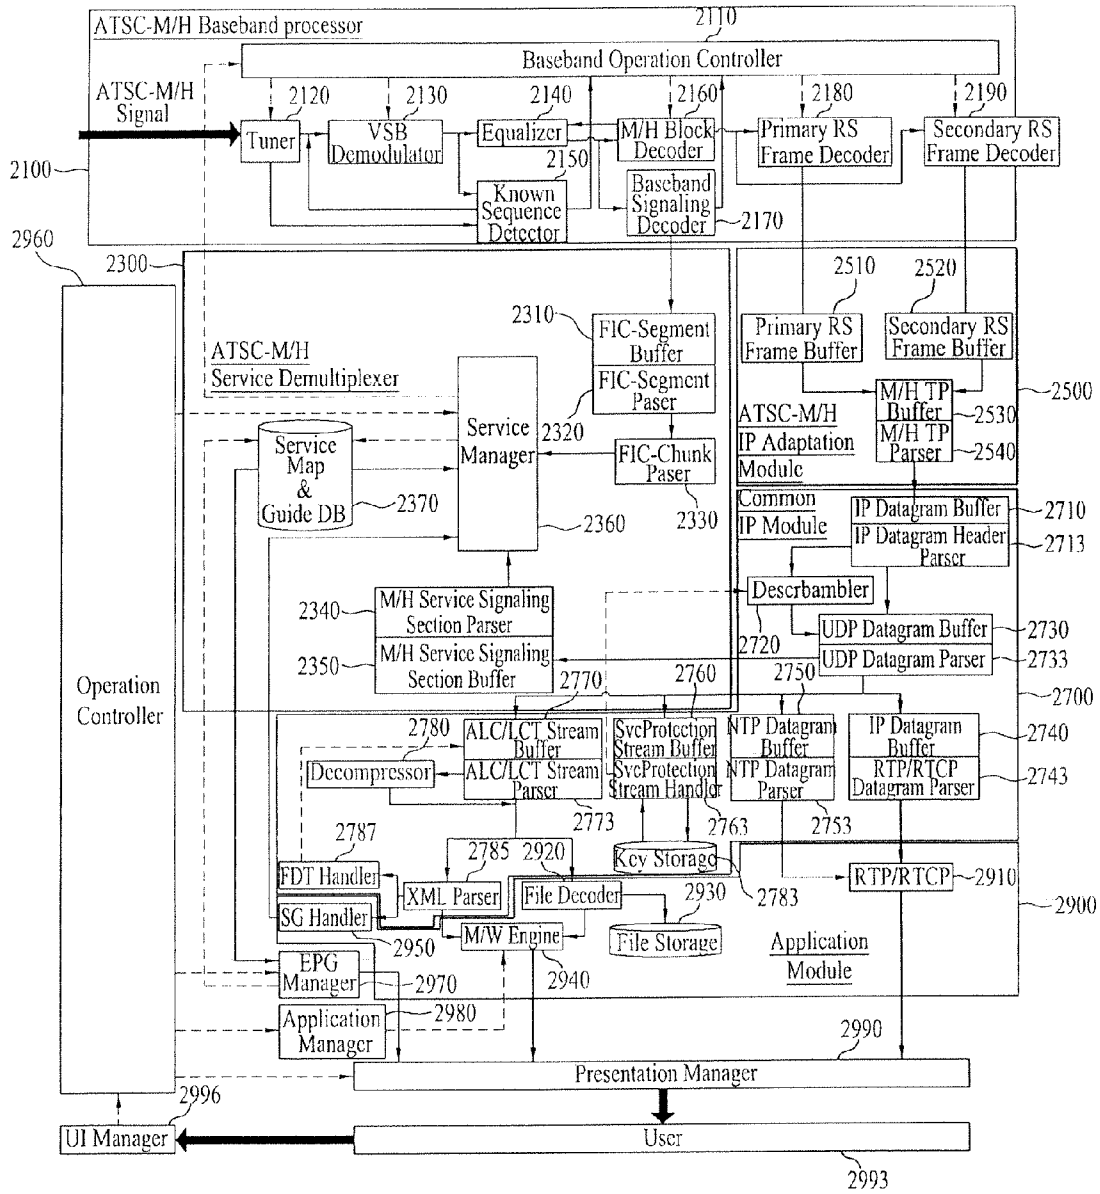 ATSC-M/H Baseband processor
2110
Baseband Operation Controller
ATSC-M/H
Signal
2120
2130
2140
2160
2180
2190
Tuner
VSB
Demodulator
Equalizer
M/H Block
Decoder
Primary RS
Frame Decoder
Secondary RS
Frame Decoder
2100
2150
Known
Sequence
Detector
Baseband
Signaling
Decoder
2170
2960
2300
2510
2520
2310
FIC-Segment
Buffer
Primary RS
Frame Buffer
Secondary RS
Frame Buffer
ATSC-M/H
Service Demultiplexer
FIC-Segment
Paser
2320
M/H TP
Buffer
2530
2500
ATSC-M/H
IP Adaptation
Module
M/H TP
Parser
2540
Service
Map
&
Guide DB
2370
Service
Manager
2360
FIC-Chunk
Paser
2330
Common
IP Module
IP Datagram Buffer
2710
IP Datagram Header
Parser
2713
Descrbambler
2720
2340
M/H Service Signaling
Section Parser
2350
M/H Service Signaling
Section Buffer
UDP Datagram Buffer
2730
UDP Datagram Parser
2733
2700
Operation
Controller
2770
2760
2750
2780
ALC/LCT Stream
Buffer
SvcProtection
Stream Buffer
NTP Datagram
Buffer
IP Datagram
Buffer
2740
Decompressor
ALC/LCT Stream
Parser
SvcProtection
Stream Handler
NTP Datagram
Parser
RTP/RTCP
Datagram Parser
2743
2773
2763
2753
2787
2785
2920
Key Storage
2783
FDT Handler
XML Parser
File Decoder
2930
RTP/RTCP
2910
2900
SG Handler
2950
M/W Engine
2940
File Storage
Application
Module
EPG
Manager
2970
Application
Manager
2980
2990
Presentation Manager
2996
UI Manager
User
2993